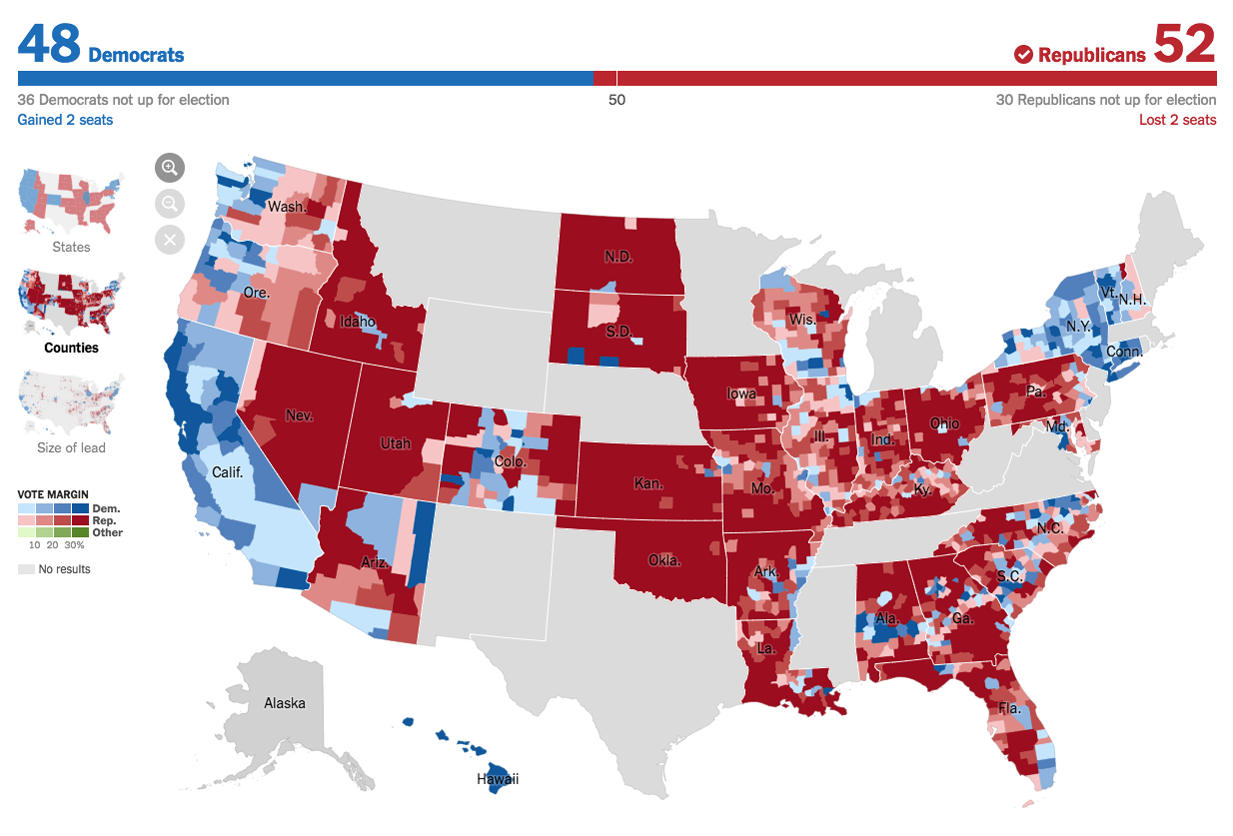 48 Democrats
Republicans 52
36 Democrats not up for election
50
30 Republicans not up for election
Gained 2 seats
Lost 2 seats
States
Counties
Size of lead
VOTE MARGIN
Dem.
Rep.
Other
10 20 30%
No results
Wash.
Ore.
Idaho
N.D.
S.D.
Wis.
Vt.
N.H.
N.Y.
Conn.
Nev.
Utah
Calif.
Colo.
Iowa
Ill.
Ind.
Ohio
Pa.
Md.
Kan.
Mo.
Ky.
N.C.
Ariz.
Okla.
Ark.
S.C.
Ala.
Ga.
La.
Fla.
Alaska
Hawaii